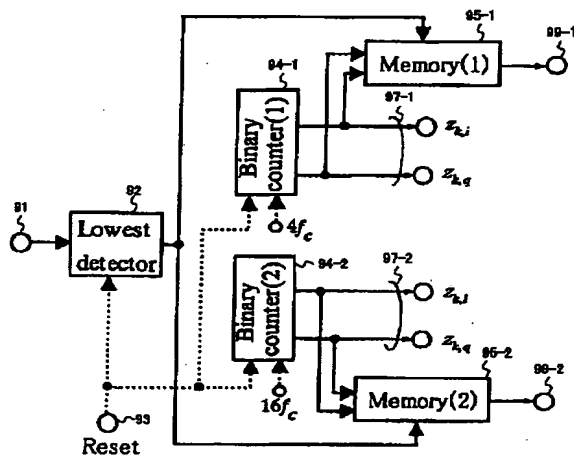 95-1
99-1
Memory(1)
94-1
97-1
Binary
counter(1)
z_{k,i}
z_{k,q}
91
92
Lowest
detector
4f_c
94-2
97-2
Binary
counter(2)
z_{k,i}
z_{k,q}
95-2
99-2
Memory(2)
16f_c
93
Reset